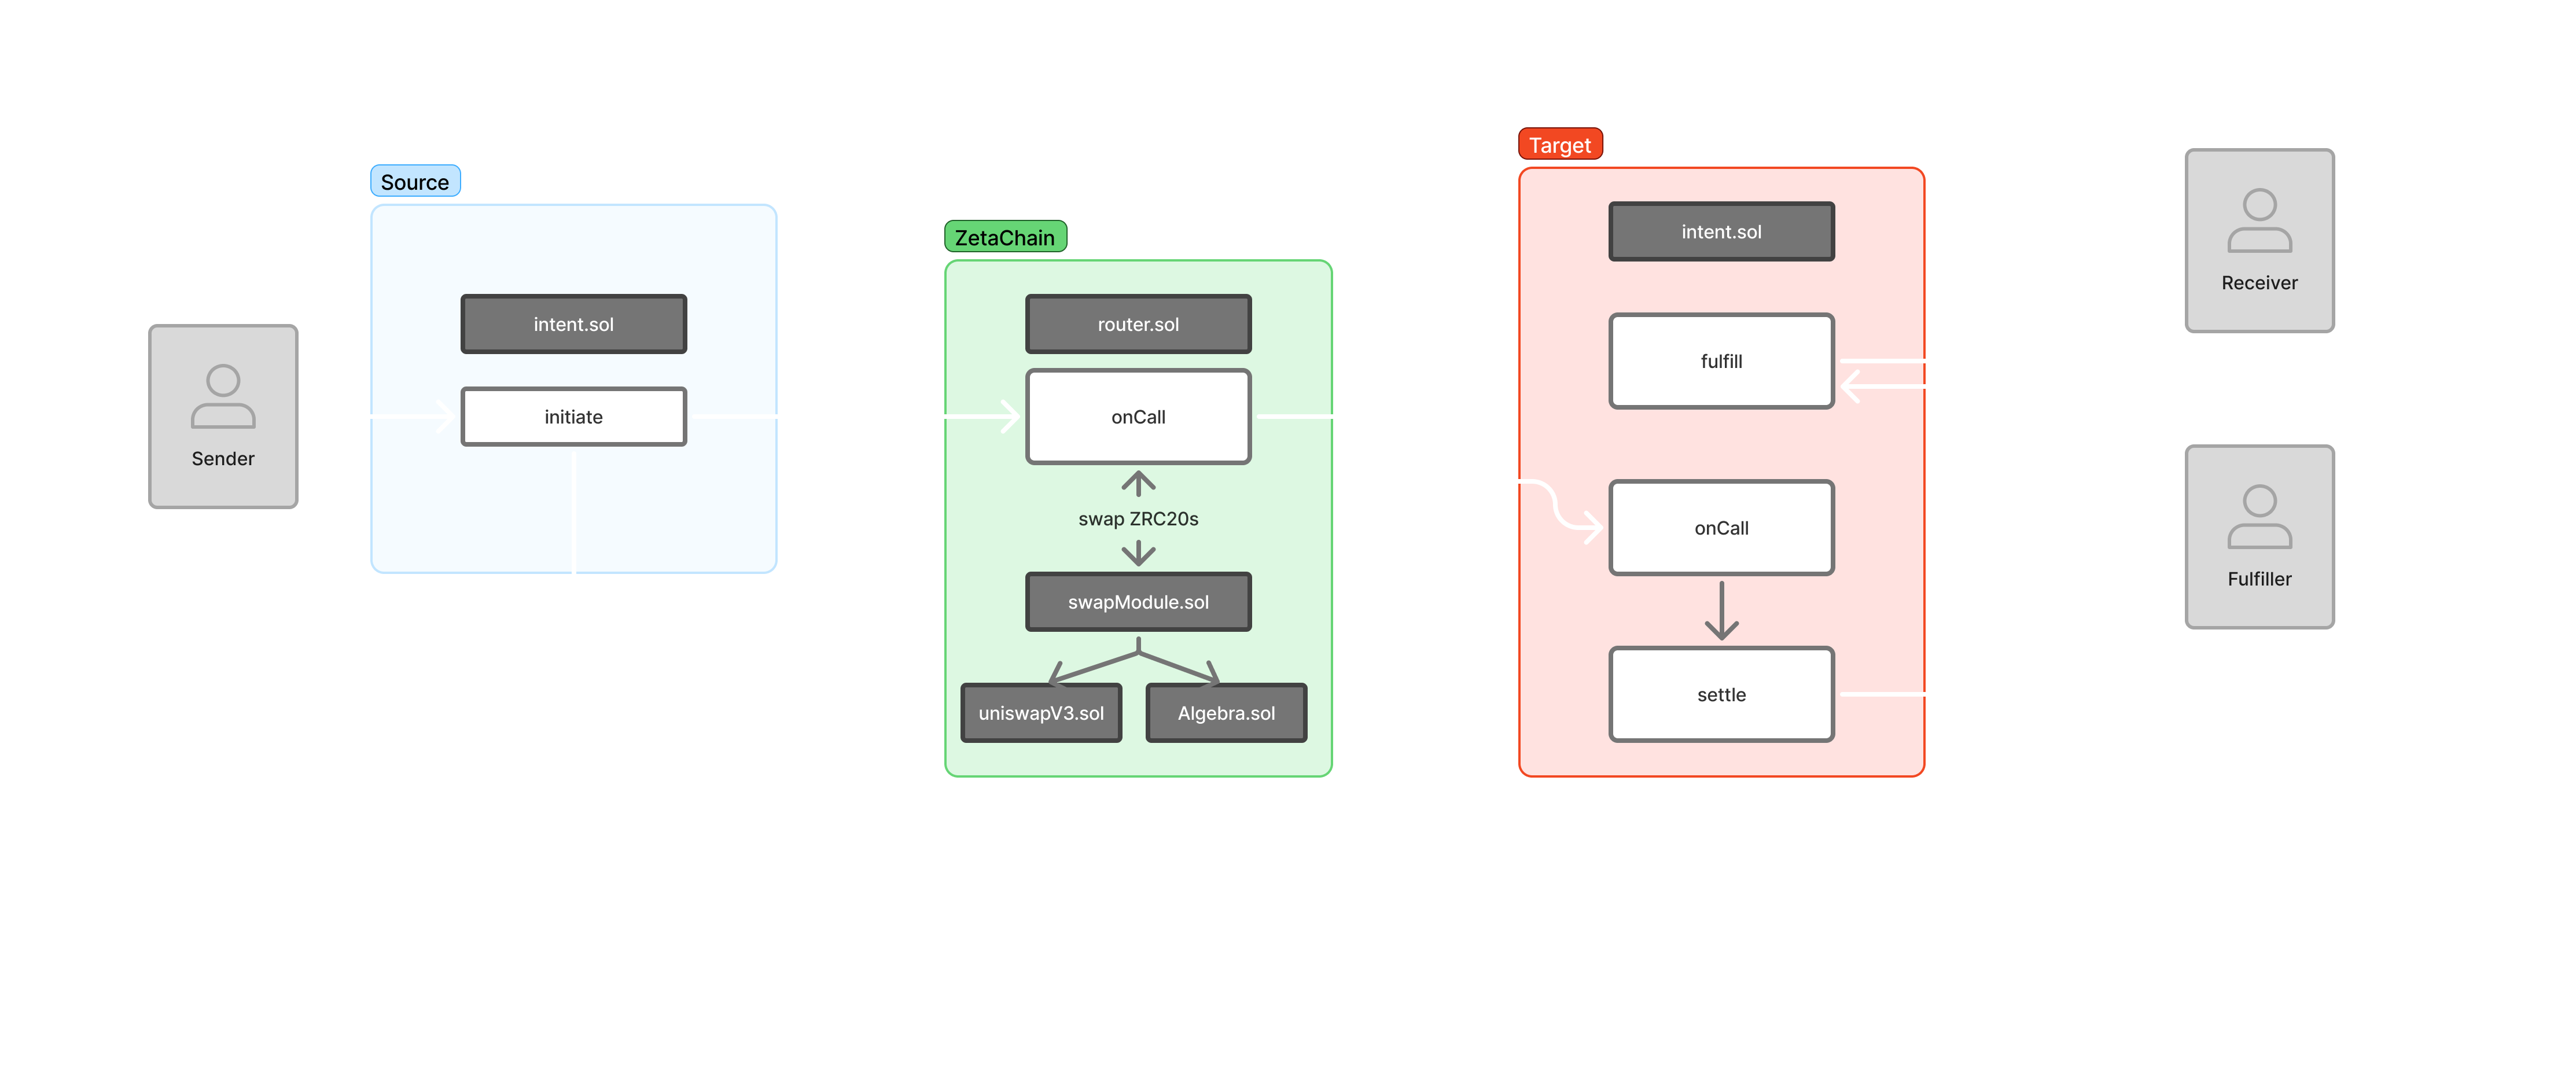 Sender
Source
intent.sol
initiate
ZetaChain
router.sol
onCall
swap ZRC20s
swapModule.sol
uniswapV3.sol
Algebra.sol
Target
intent.sol
fulfill
onCall
settle
Receiver
Fulfiller